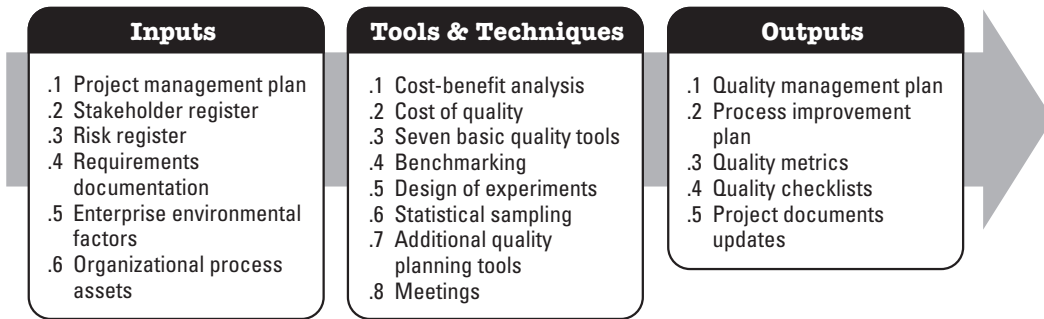 Inputs
.1 Project management plan
.2 Stakeholder register
.3 Risk register
.4 Requirements
documentation
.5 Enterprise environmental
factors
.6 Organizational process
assets
Tools & Techniques
.1 Cost-benefit analysis
.2 Cost of quality
.3 Seven basic quality tools
.4 Benchmarking
.5 Design of experiments
.6 Statistical sampling
.7 Additional quality
planning tools
.8 Meetings
Outputs
.1 Quality management plan
.2 Process improvement
plan
.3 Quality metrics
.4 Quality checklists
.5 Project documents
updates